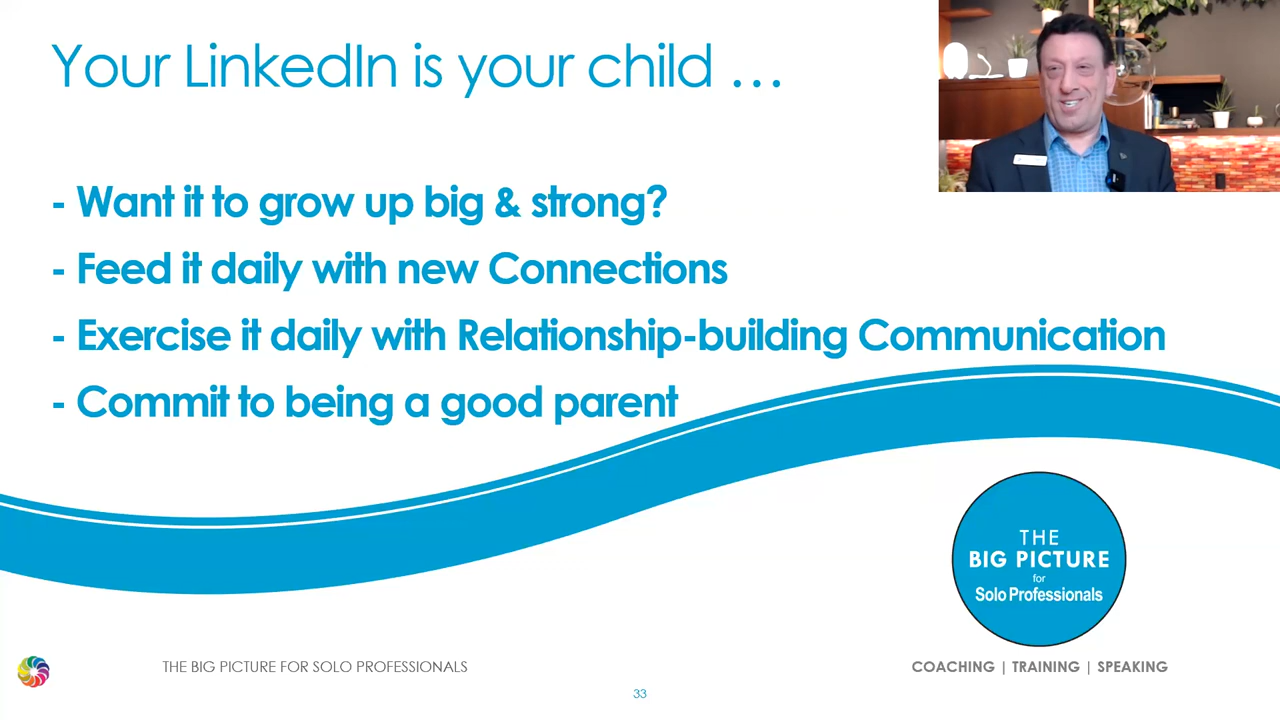 Your LinkedIn is your child …
- Want it to grow up big & strong?
- Feed it daily with new Connections
- Exercise it daily with Relationship-building Communication
- Commit to being a good parent
THE
BIG PICTURE
for
Solo Professionals
THE BIG PICTURE FOR SOLO PROFESSIONALS
COACHING | TRAINING | SPEAKING
33